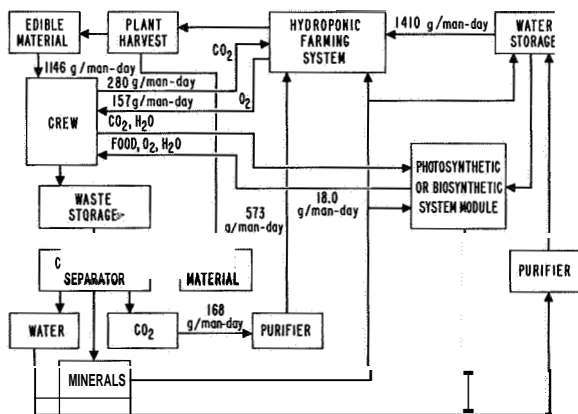 EDIBLE
MATERIAL
PLANT
HARVEST
HYDROPONIC
FARMING
SYSTEM
1410 g/man-day
WATER
STORAGE
CO2
1146 g/man-day
280 g/man-day
157g/man-day
O2
CREW
CO2, H2O
FOOD, O2, H2O
PHOTOSYNTHETIC
OR BIOSYNTHETIC
SYSTEM MODULE
WASTE
STORAGE
573
g/man-day
18.0
g/man-day
C
SEPARATOR
MATERIAL
PURIFIER
WATER
CO2
168
g/man-day
PURIFIER
MINERALS